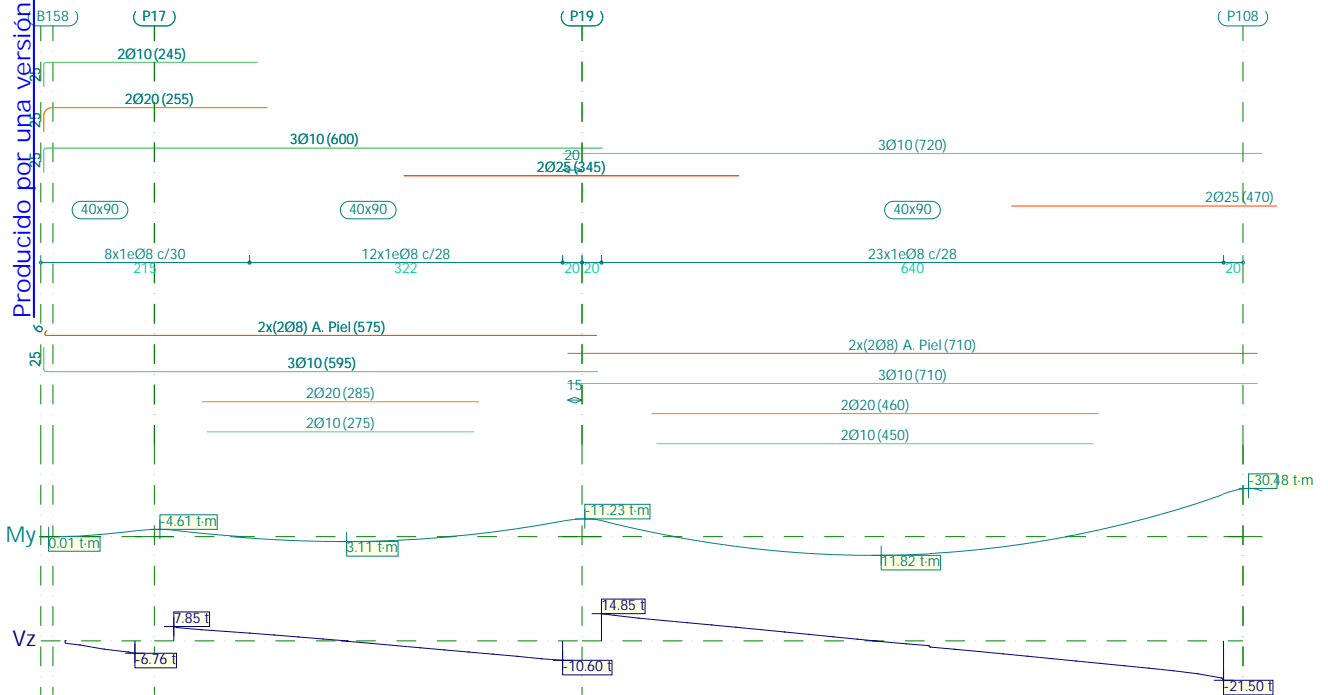 B158
P17
P19
P108
Producido por una versión
2Ø10 (245)
25
2Ø20 (255)
25
3Ø10 (600)
25
20
3Ø10 (720)
2Ø25 (345)
2Ø25 (470)
40x90
40x90
40x90
8x1eØ8 c/30
12x1eØ8 c/28
23x1eØ8 c/28
215
322
20
20
640
20
6
2x(2Ø8) A. Piel (575)
2x(2Ø8) A. Piel (710)
25
3Ø10 (595)
15
3Ø10 (710)
2Ø20 (285)
2Ø20 (460)
2Ø10 (275)
2Ø10 (450)
My
0.01 t·m
-4.61 t·m
3.11 t·m
-11.23 t·m
11.82 t·m
-30.48 t·m
Vz
-6.76 t
7.85 t
-10.60 t
14.85 t
-21.50 t